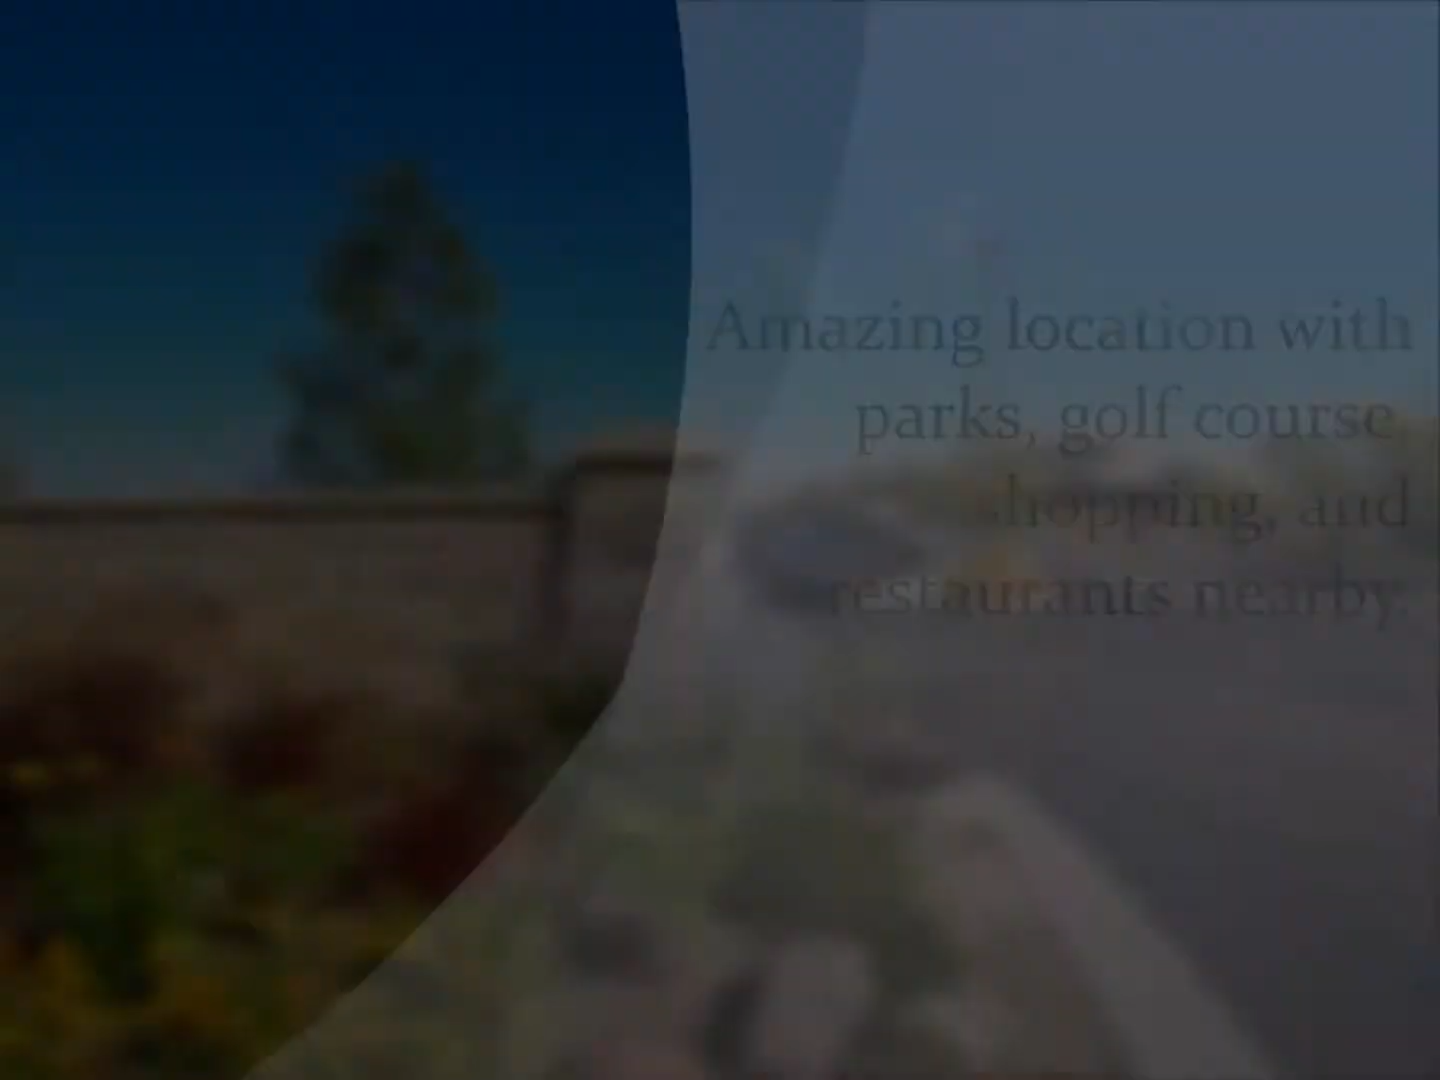 Amazing location with
parks, golf course
shopping, and
restaurants nearby.